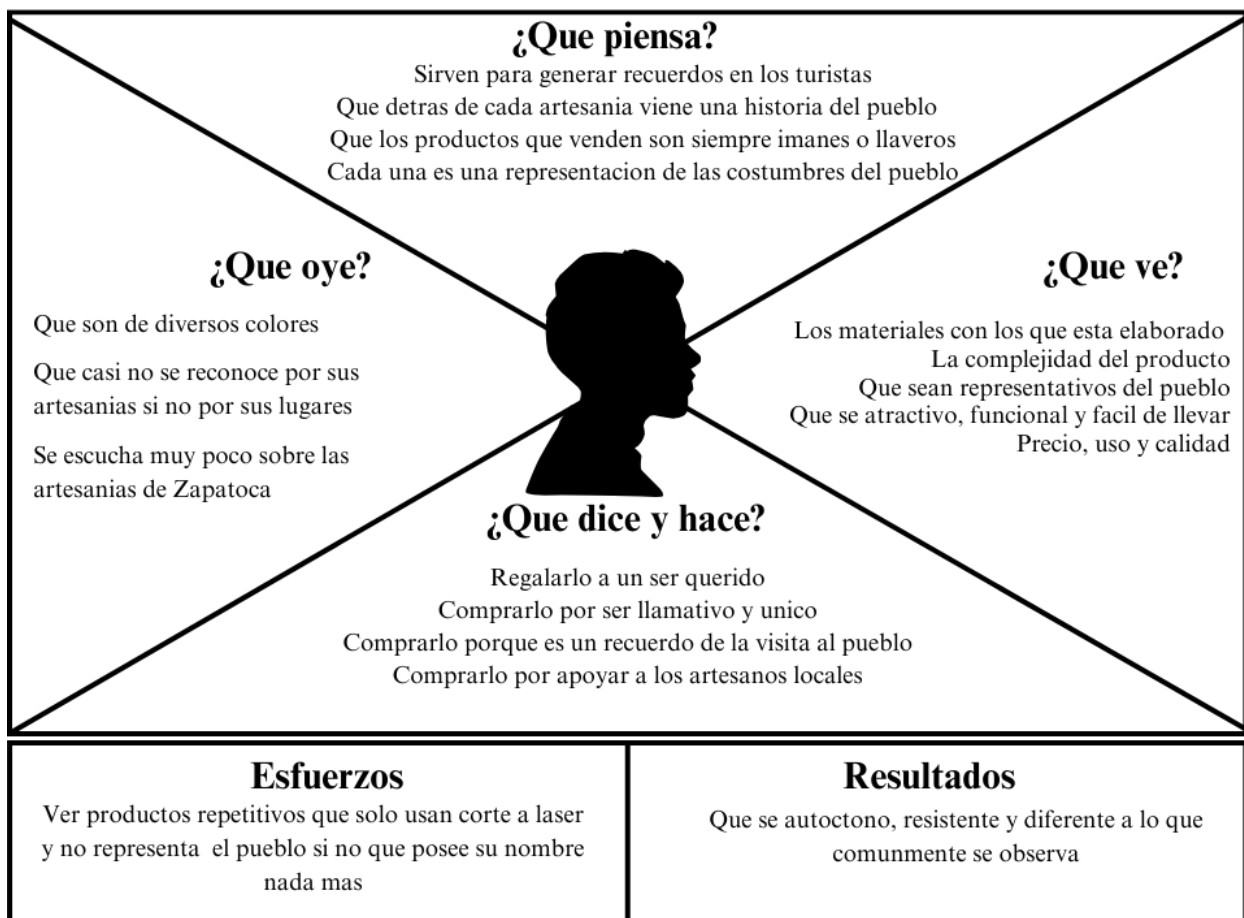 ¿Que piensa?
Sirven para generar recuerdos en los turistas
Que detras de cada artesania viene una historia del pueblo
Que los productos que venden son siempre imanes o llaveros
Cada una es una representacion de las costumbres del pueblo
¿Que oye?
Que son de diversos colores
Que casi no se reconoce por sus
artesanias si no por sus lugares
Se escucha muy poco sobre las
artesanias de Zapatoca
¿Que ve?
Los materiales con los que esta elaborado
La complejidad del producto
Que sean representativos del pueblo
Que se atractivo, funcional y facil de llevar
Precio, uso y calidad
¿Que dice y hace?
Regalarlo a un ser querido
Comprarlo por ser llamativo y unico
Comprarlo porque es un recuerdo de la visita al pueblo
Comprarlo por apoyar a los artesanos locales
Esfuerzos
Ver productos repetitivos que solo usan corte a laser
y no representa el pueblo si no que posee su nombre
nada mas
Resultados
Que se autoctono, resistente y diferente a lo que
comunmente se observa